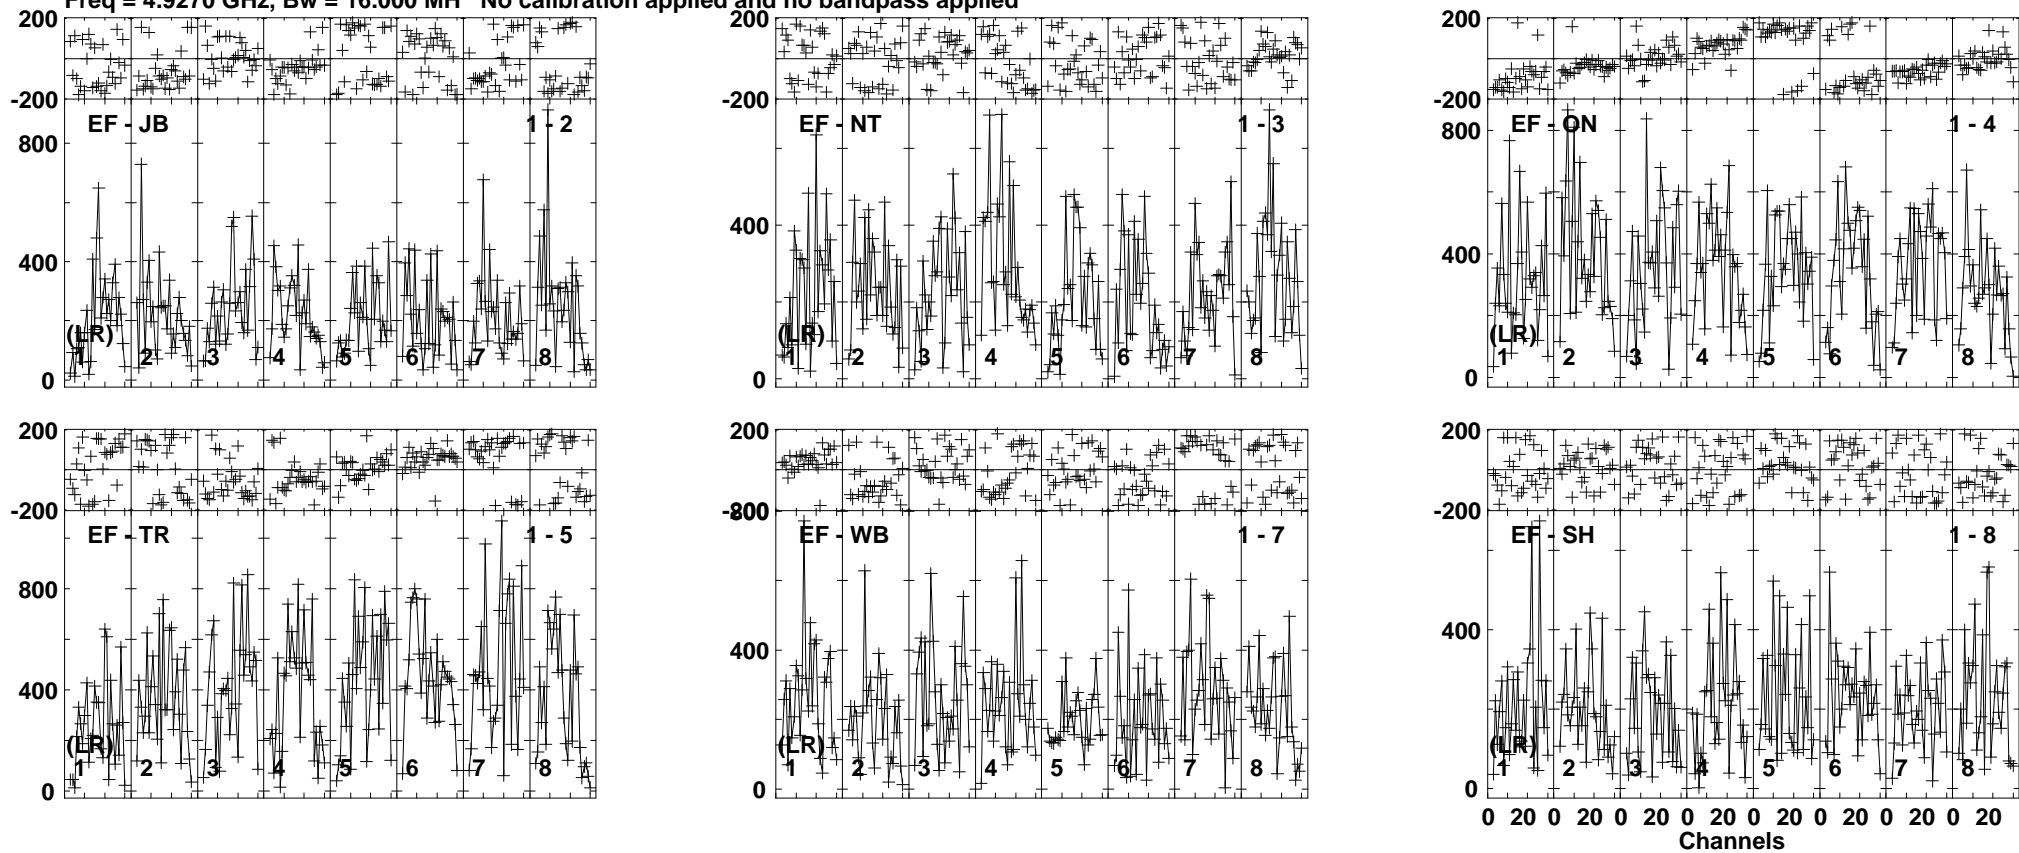 Freq = 4.9270 GHz, Bw = 16.000 MH No calibration applied and no bandpass applied
200
-200
EF - JB
1 - 2
800
400
0
(LR)
1 2 3 4 5 6 7 8
200
-200
EF - NT
1 - 3
400
0
(LR)
1 2 3 4 5 6 7 8
200
-200
EF - ON
1 - 4
800
400
0
(LR)
1 2 3 4 5 6 7 8
200
-200
EF - TR
1 - 5
800
400
0
(LR)
1 2 3 4 5 6 7 8
200
-200
800
EF - WB
1 - 7
400
0
(LR)
1 2 3 4 5 6 7 8
200
-200
EF - SH
1 - 8
400
0
(LR)
1 2 3 4 5 6 7 8
0 20 0 20 0 20 0 20 0 20 0 20 0 20 0 20
Channels